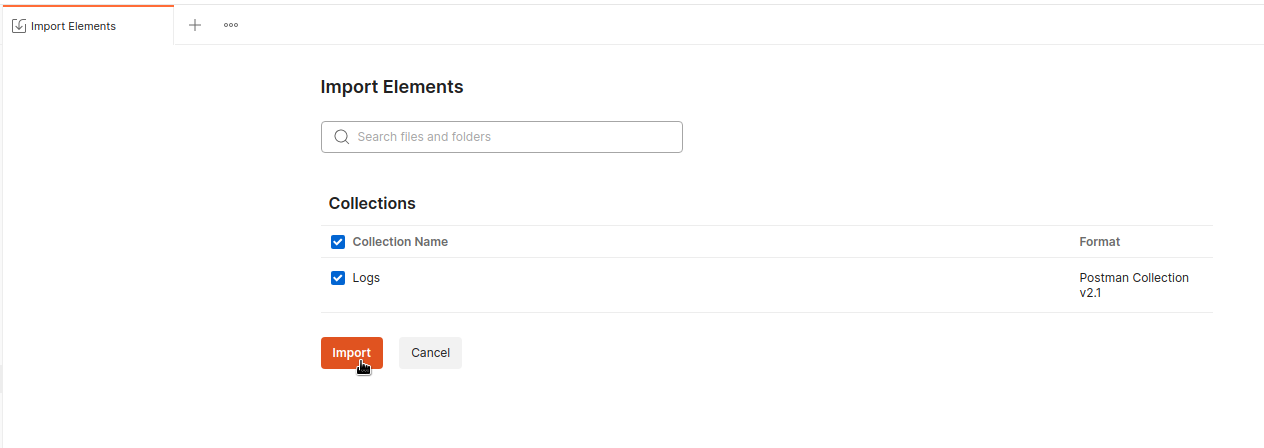 Import Elements
Import Elements
Search files and folders
Collections
Collection Name Format
Logs Postman Collection
v2.1
Import Cancel